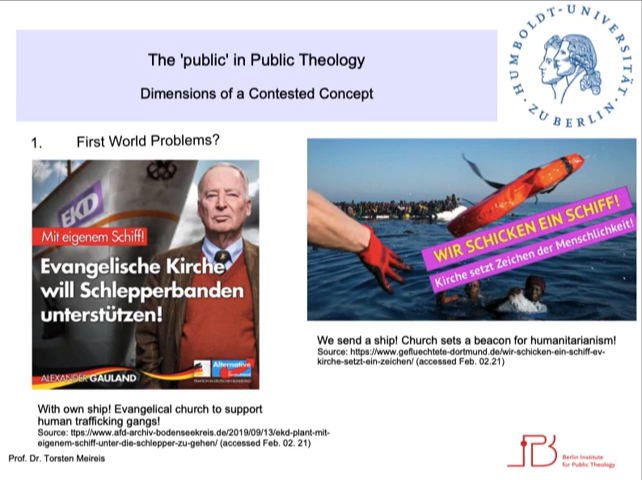 The 'public' in Public Theology
Dimensions of a Contested Concept
HUMBOLDT-UNIVERSITÄT
ZU BERLIN
1. First World Problems?
EKD
Mit eigenem Schiff!
Evangelische Kirche
will Schlepperbanden
unterstützen!
ALEXANDER GAULAND
Alternative
WIR SCHICKEN EIN SCHIFF!
Kirche setzt Zeichen der Menschlichkeit!
With own ship! Evangelical church to support
human trafficking gangs!
Source: ttps://www.afd-archiv-bodenseekreis.de/2019/09/13/ekd-plant-mit-
eigenem-schiff-unter-die-schlepper-zu-gehen/ (accessed Feb. 02. 21)
We send a ship! Church sets a beacon for humanitarianism!
Source: https://www.gefluechtete-dortmund.de/wir-schicken-ein-schiff-ev-
kirche-setzt-ein-zeichen/ (accessed Feb. 02.21)
Prof. Dr. Torsten Meireis
Berlin Institute
for Public Theology